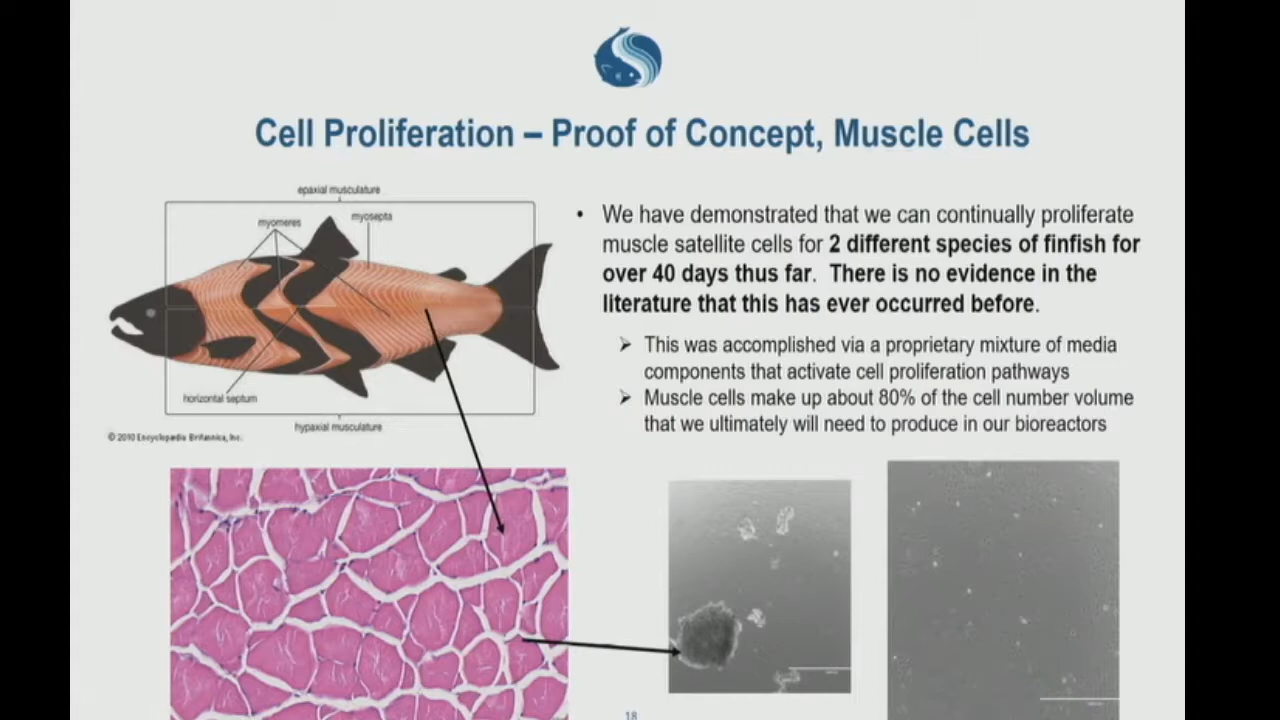 Cell Proliferation – Proof of Concept, Muscle Cells
epaxial musculature
myomeres
myosepta
horizontal septum
hypaxial musculature
© 2010 Encyclopædia Britannica, Inc.
• We have demonstrated that we can continually proliferate
muscle satellite cells for 2 different species of finfish for
over 40 days thus far. There is no evidence in the
literature that this has ever occurred before.
➢ This was accomplished via a proprietary mixture of media
components that activate cell proliferation pathways
➢ Muscle cells make up about 80% of the cell number volume
that we ultimately will need to produce in our bioreactors
18